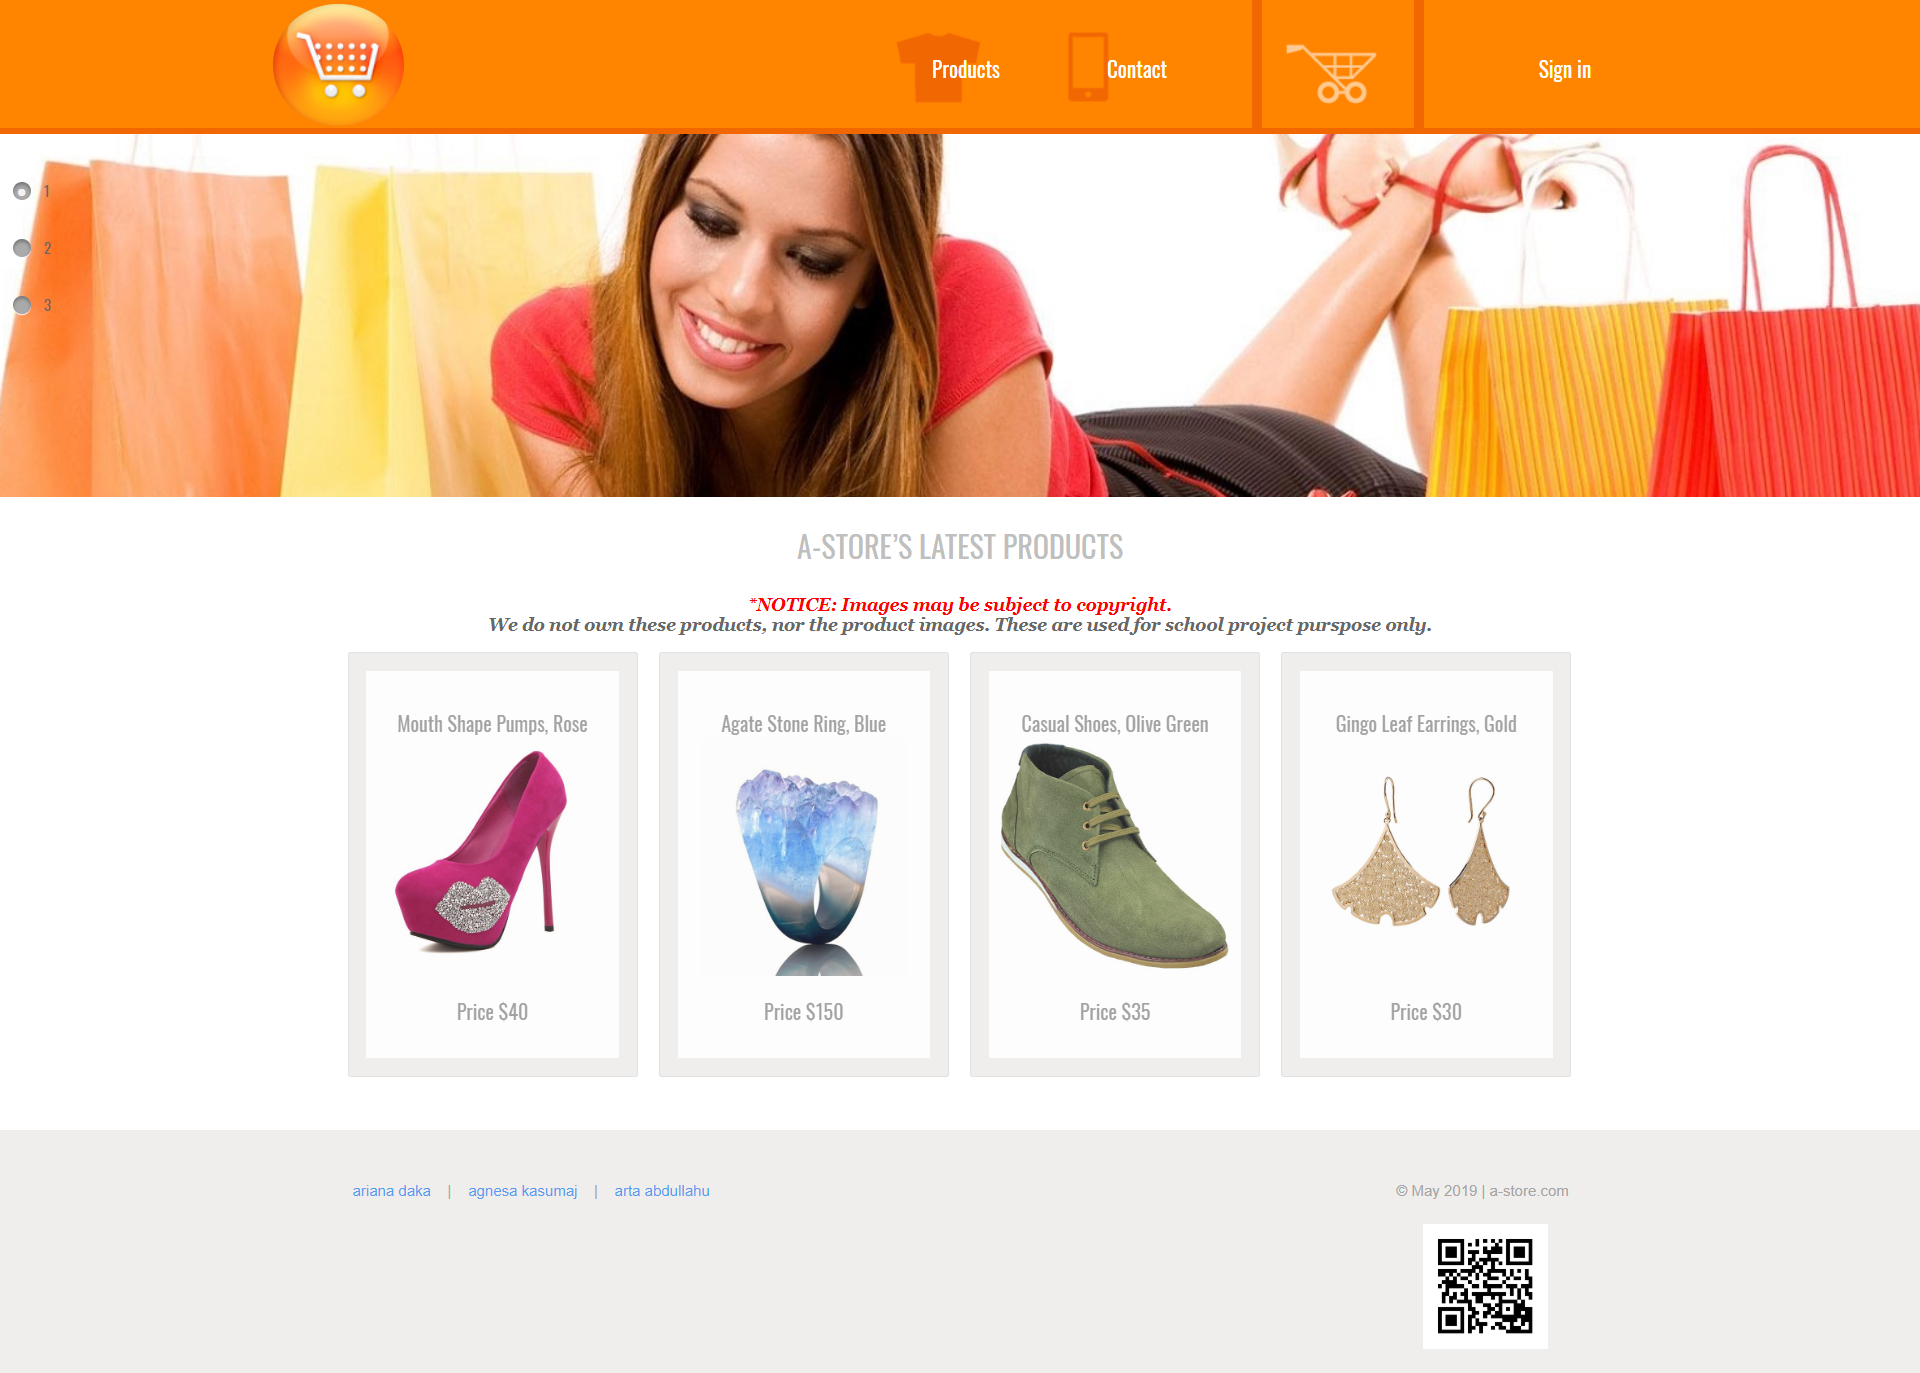 Products
Contact
Sign in
1
2
3
A-STORE’S LATEST PRODUCTS
*NOTICE: Images may be subject to copyright.
We do not own these products, nor the product images. These are used for school project purspose only.
Mouth Shape Pumps, Rose
Agate Stone Ring, Blue
Casual Shoes, Olive Green
Gingo Leaf Earrings, Gold
Price $40
Price $150
Price $35
Price $30
ariana daka | agnesa kasumaj | arta abdullahu
© May 2019 | a-store.com